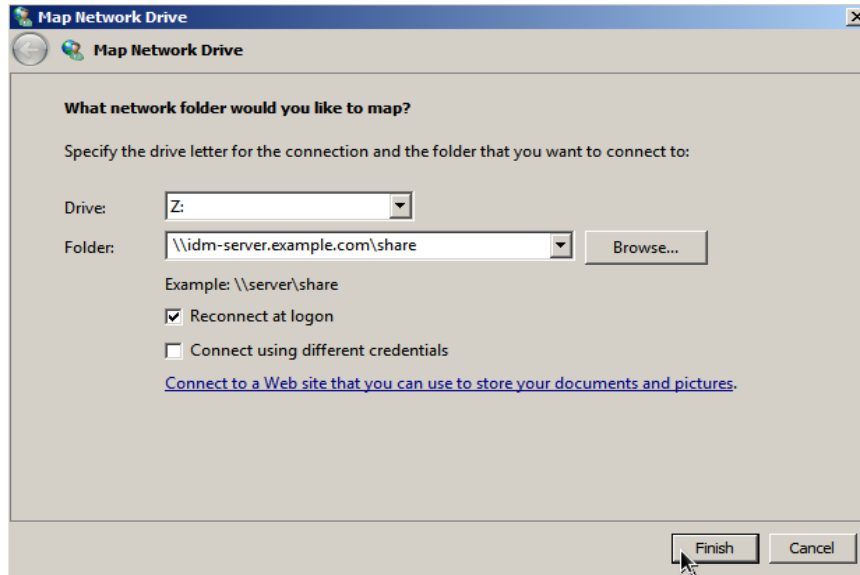 Map Network Drive
Map Network Drive
What network folder would you like to map?
Specify the drive letter for the connection and the folder that you want to connect to:
Drive: Z:
Folder: \\idm-server.example.com\share Browse...
Example: \\server\share
Reconnect at logon
Connect using different credentials
Connect to a Web site that you can use to store your documents and pictures.
Finish Cancel